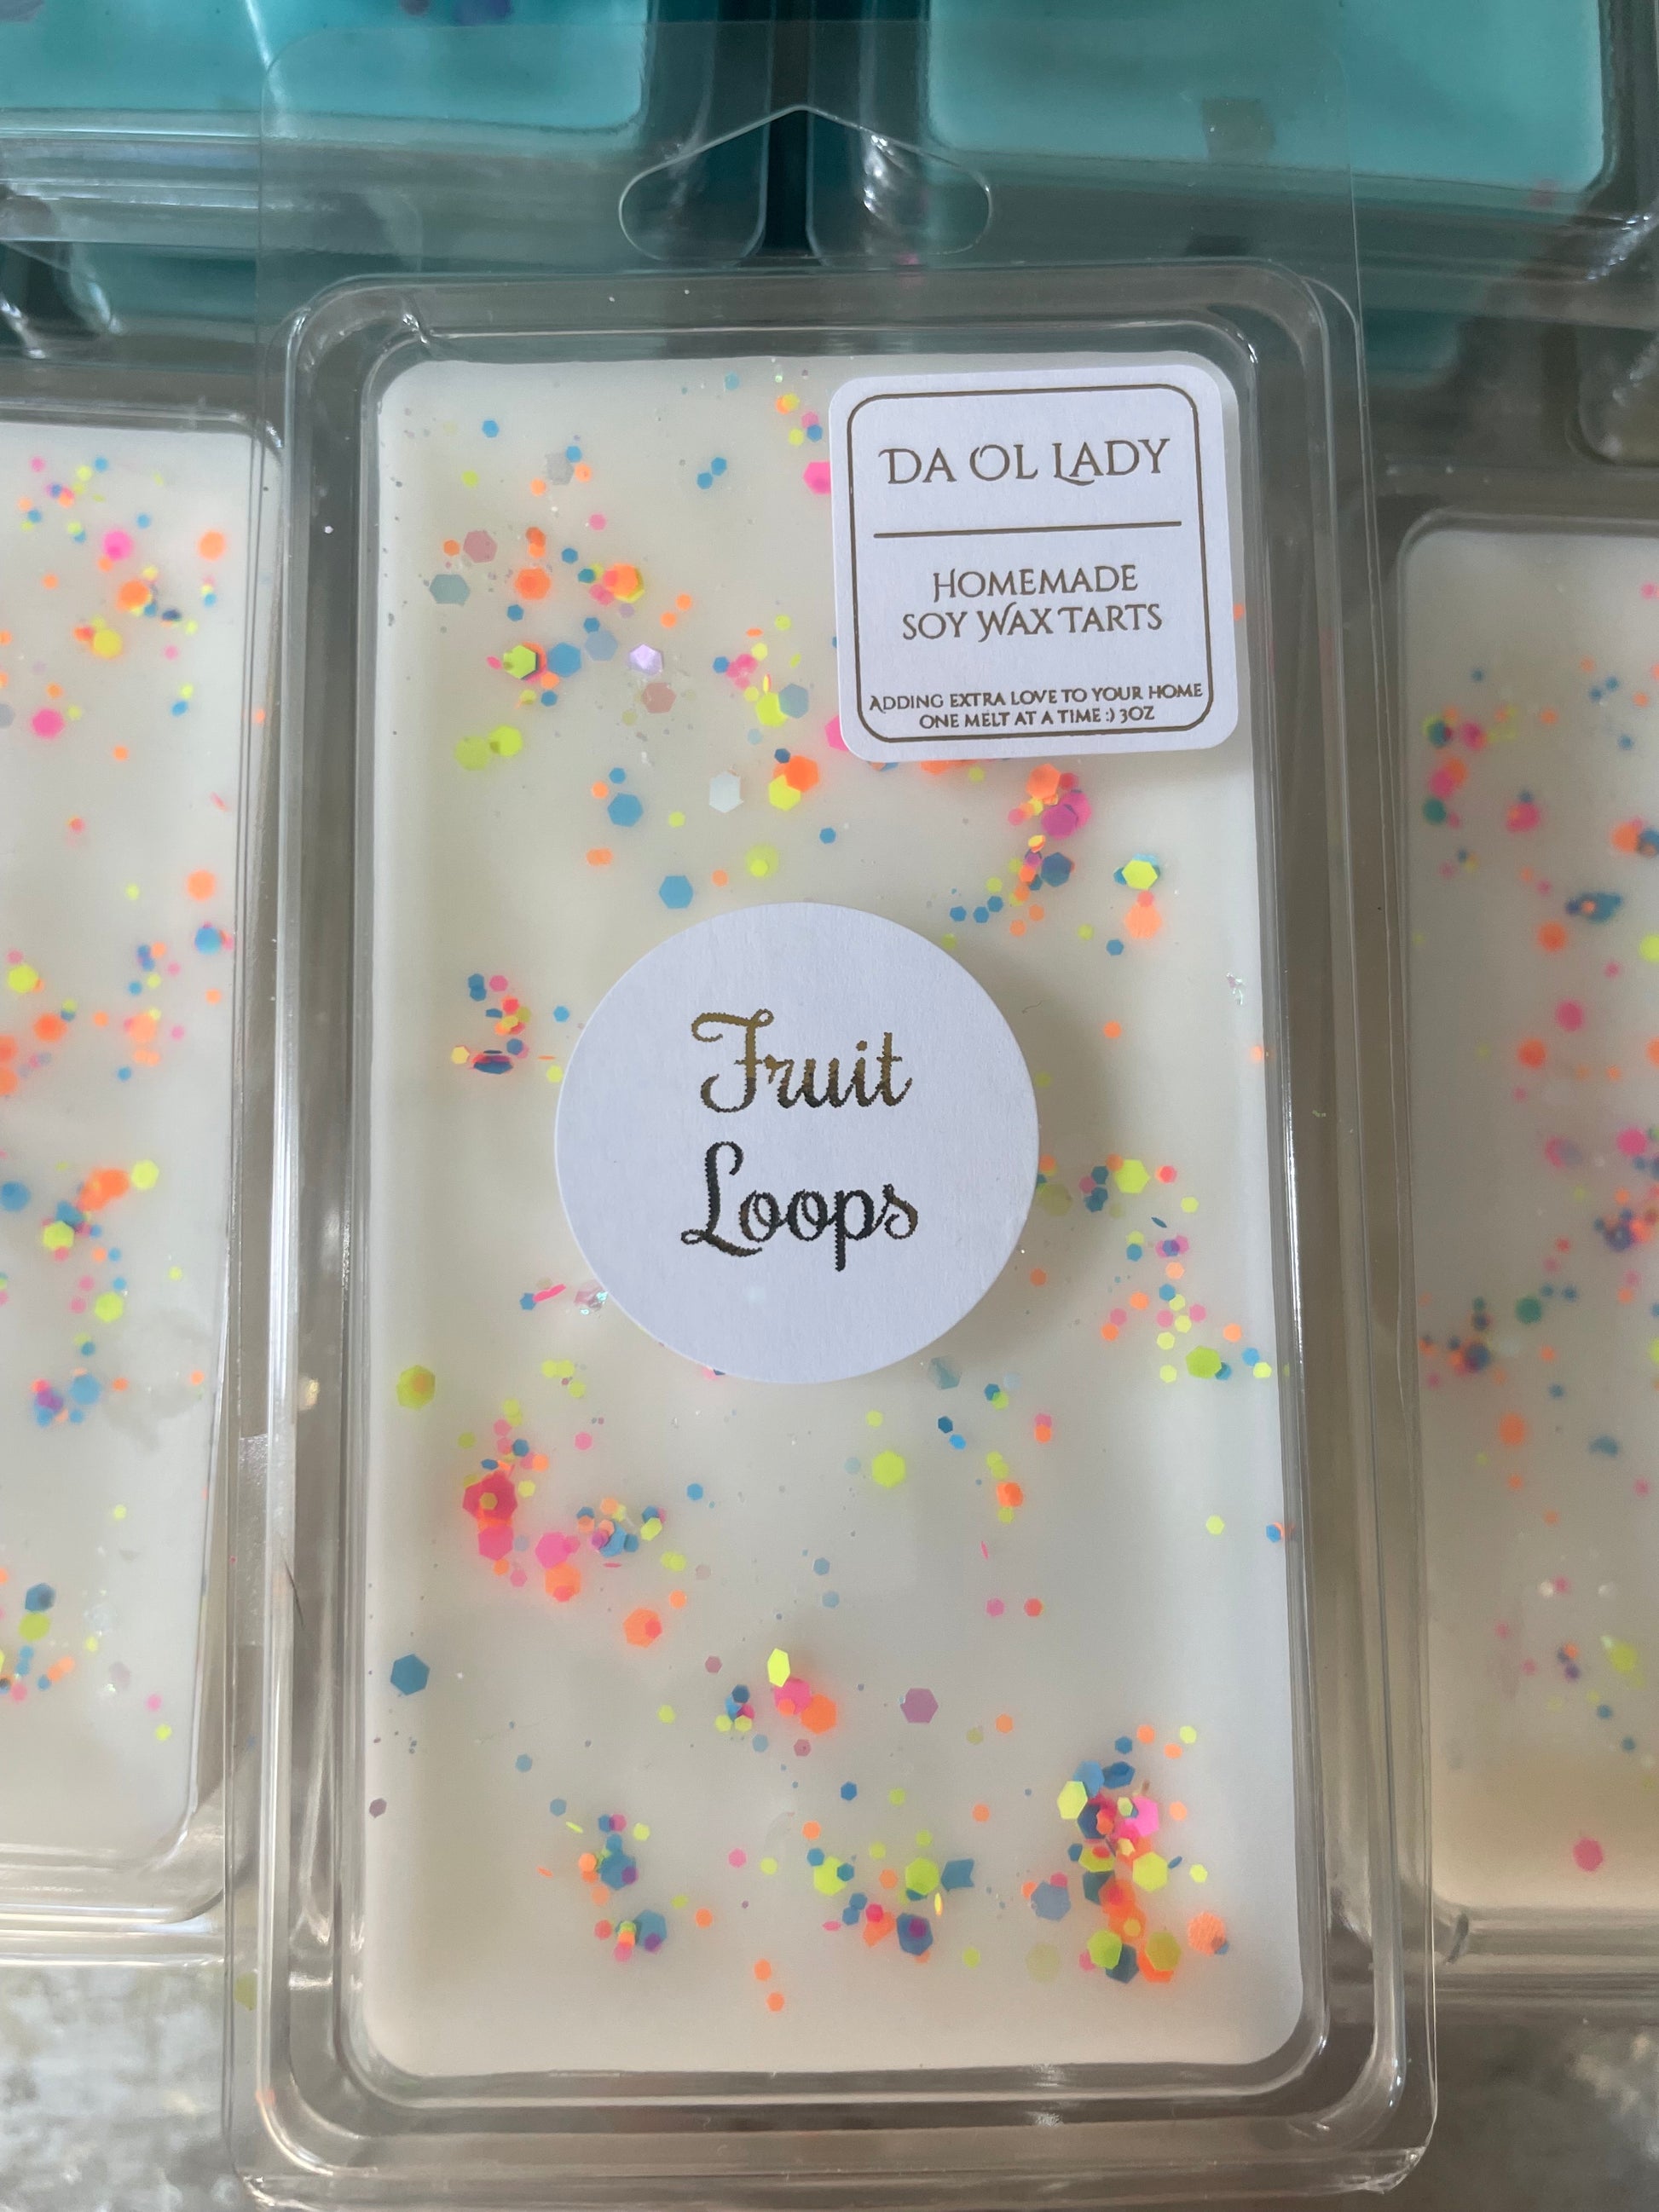 DA OL LADY
HOMEMADE
SOY WAX TARTS
ADDING EXTRA LOVE TO YOUR HOME
ONE MELT AT A TIME :) 3OZ
Fruit
Loops